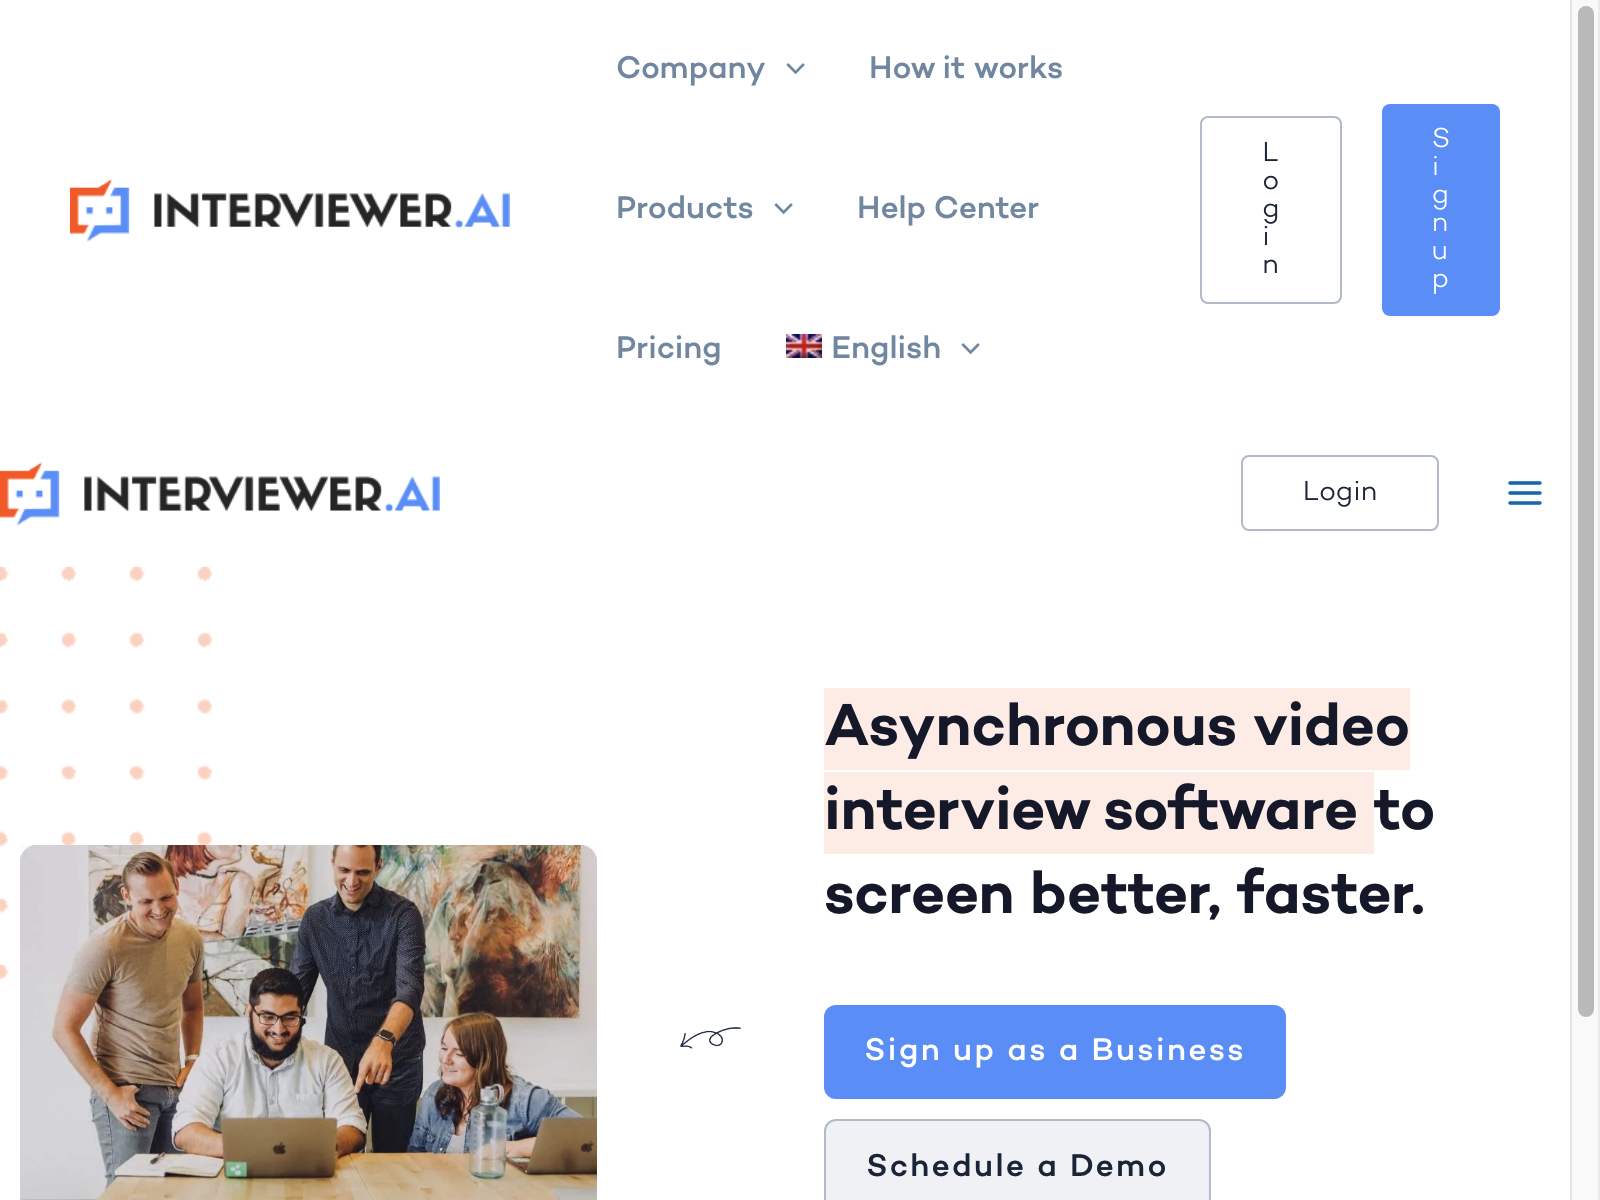 Company
How it works
Login
Signup
INTERVIEWER.AI
Products
Help Center
Pricing
English
INTERVIEWER.AI
Login
Asynchronous video
interview software to
screen better, faster.
Sign up as a Business
Schedule a Demo